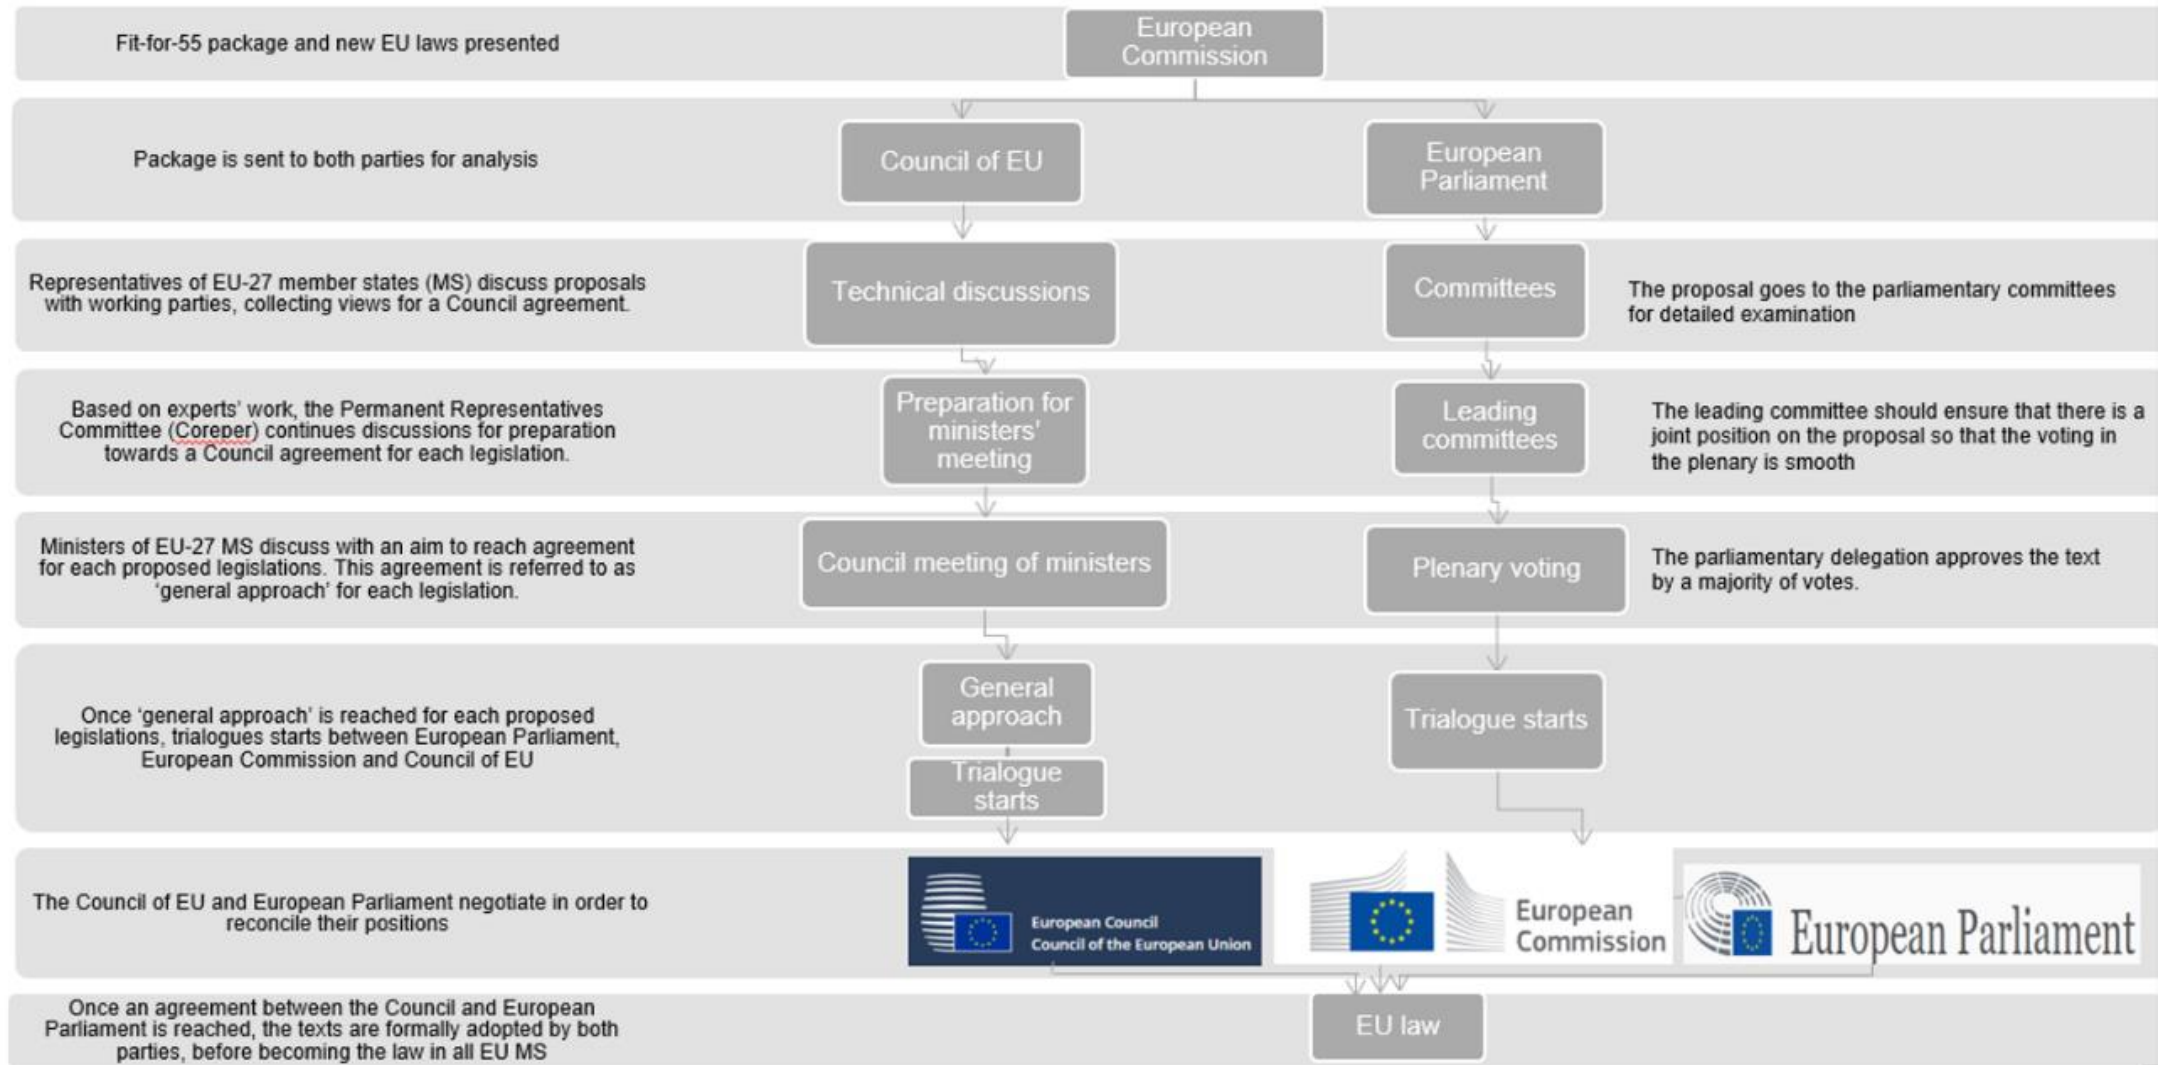 Fit-for-55 package and new EU laws presented
European
Commission
Package is sent to both parties for analysis
Council of EU
European
Parliament
Representatives of EU-27 member states (MS) discuss proposals
with working parties, collecting views for a Council agreement.
Technical discussions
Committees
The proposal goes to the parliamentary committees
for detailed examination
Based on experts' work, the Permanent Representatives
Committee (Coreper) continues discussions for preparation
towards a Council agreement for each legislation.
Preparation for
ministers'
meeting
Leading
committees
The leading committee should ensure that there is a
joint position on the proposal so that the voting in
the plenary is smooth
Ministers of EU-27 MS discuss with an aim to reach agreement
for each proposed legislations. This agreement is referred to as
'general approach' for each legislation.
Council meeting of ministers
Plenary voting
The parliamentary delegation approves the text
by a majority of votes.
Once 'general approach' is reached for each proposed
legislations, trialogues starts between European Parliament,
European Commission and Council of EU
General
approach
Trialogue
starts
Trialogue starts
The Council of EU and European Parliament negotiate in order to
reconcile their positions
European Council
Council of the European Union
European
Commission
European Parliament
Once an agreement between the Council and European
Parliament is reached, the texts are formally adopted by both
parties, before becoming the law in all EU MS
EU law